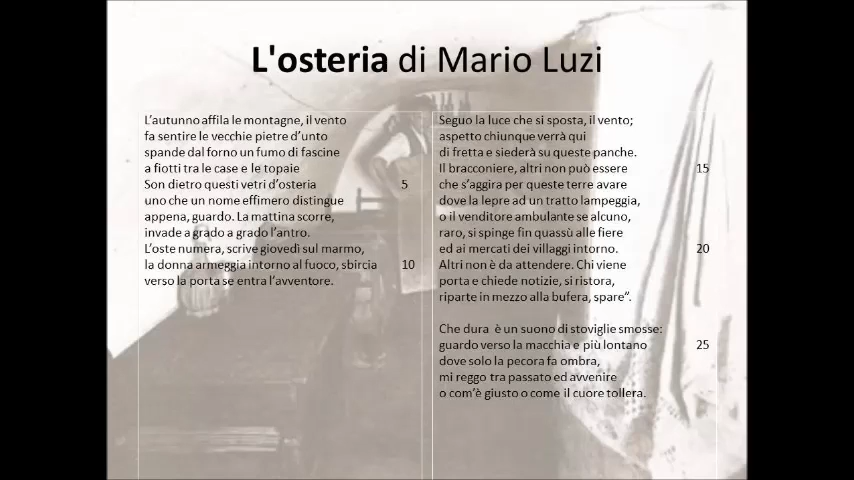 L'osteria di Mario Luzi
L'autunno affila le montagne, il vento
fa sentire le vecchie pietre d'unto
spande dal forno un fumo di fascine
a fiotti tra le case e le topaie
Son dietro questi vetri d'osteria 5
uno che un nome effimero distingue
appena, guardo. La mattina scorre,
invade a grado a grado l'antro.
L'oste numera, scrive giovedì sul marmo,
la donna armeggia intorno al fuoco, sbircia 10
verso la porta se entra l'avventore.
Seguo la luce che si sposta, il vento;
aspetto chiunque verrà qui
di fretta e siederà su queste panche.
Il bracconiere, altri non può essere 15
che s'aggira per queste terre avare
dove la lepre ad un tratto lampeggia,
o il venditore ambulante se alcuno,
raro, si spinge fin quassù alle fiere
ed ai mercati dei villaggi intorno. 20
Altri non è da attendere. Chi viene
porta e chiede notizie, si ristora,
riparte in mezzo alla bufera, spare".
Che dura è un suono di stoviglie smosse:
guardo verso la macchia e più lontano 25
dove solo la pecora fa ombra,
mi reggo tra passato ed avvenire
o com'è giusto o come il cuore tollera.